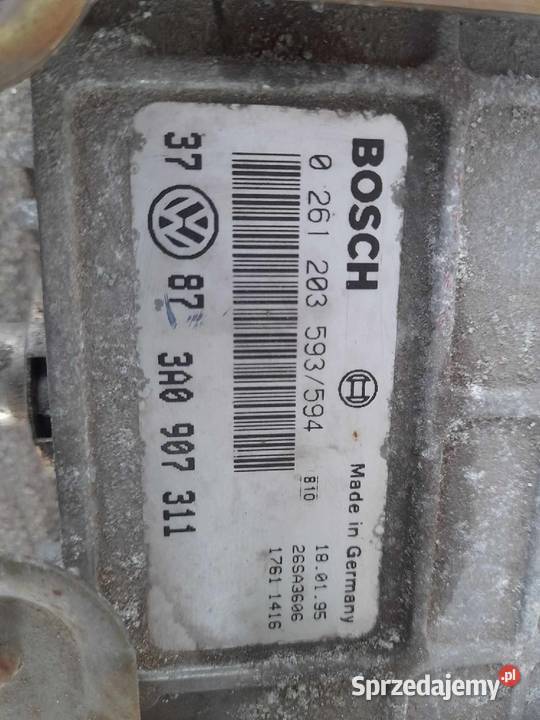 BOSCH
Made in Germany
0 261 203 593/594
810
18.01.95
26SA3606
1761 1416
37 87 3A0 907 311
Sprzedajemy.pl